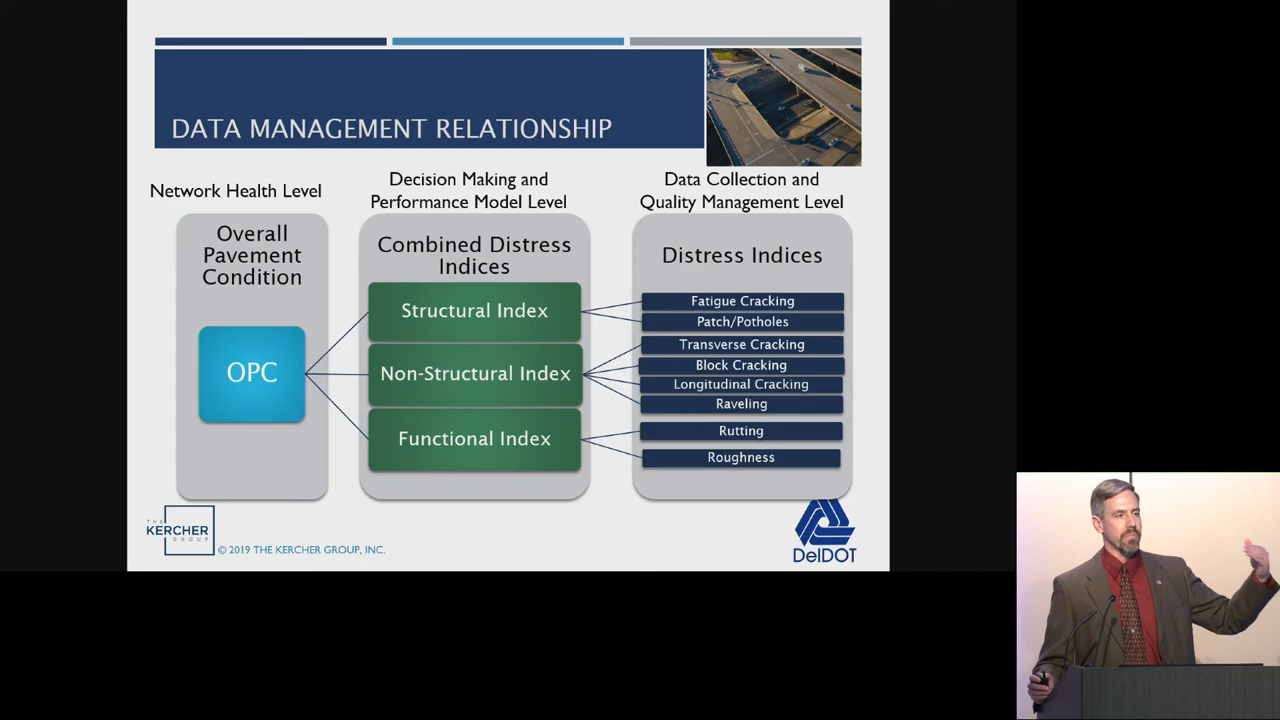 DATA MANAGEMENT RELATIONSHIP
Network Health Level
Overall
Pavement
Condition
OPC
Decision Making and
Performance Model Level
Combined Distress
Indices
Structural Index
Non-Structural Index
Functional Index
Data Collection and
Quality Management Level
Distress Indices
Fatigue Cracking
Patch/Potholes
Transverse Cracking
Block Cracking
Longitudinal Cracking
Raveling
Rutting
Roughness
THE
KERCHER
GROUP
© 2019 THE KERCHER GROUP, INC.
DelDOT